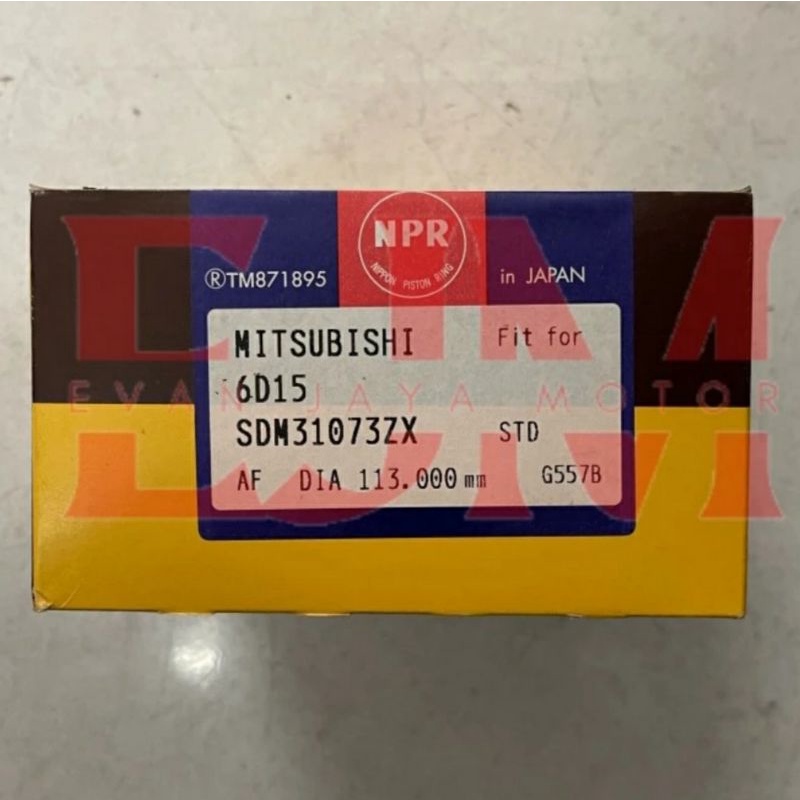 NPR
NIPPON PISTON RING
®TM871895
in JAPAN
MITSUBISHI Fit for
6D15
EVAN JAYA MOTOR
SDM31073ZX STD
AF DIA 113.000 mm G557B
EJM